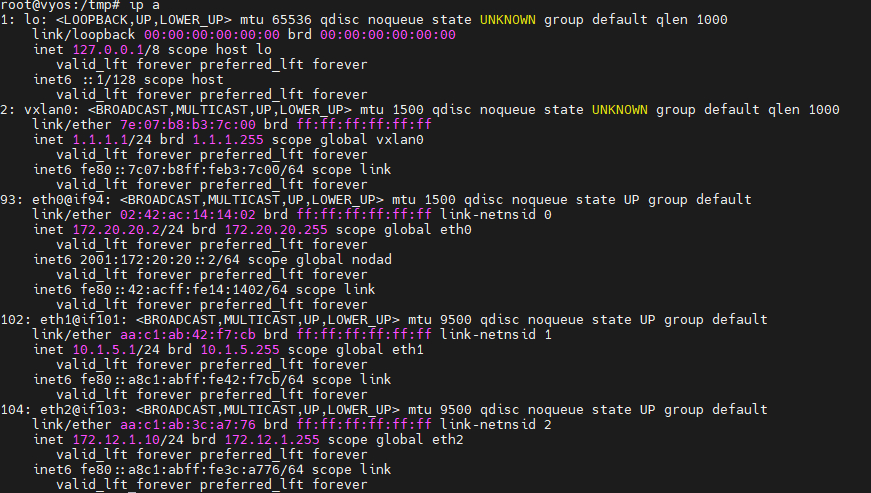 root@vyos:/tmp# ip a
1: lo: <LOOPBACK,UP,LOWER_UP> mtu 65536 qdisc noqueue state UNKNOWN group default qlen 1000
link/loopback 00:00:00:00:00:00 brd 00:00:00:00:00:00
inet 127.0.0.1/8 scope host lo
valid_lft forever preferred_lft forever
inet6 ::1/128 scope host
valid_lft forever preferred_lft forever
2: vxlan0: <BROADCAST,MULTICAST,UP,LOWER_UP> mtu 1500 qdisc noqueue state UNKNOWN group default qlen 1000
link/ether 7e:07:b8:b3:7c:00 brd ff:ff:ff:ff:ff:ff
inet 1.1.1.1/24 brd 1.1.1.255 scope global vxlan0
valid_lft forever preferred_lft forever
inet6 fe80::7c07:b8ff:feb3:7c00/64 scope link
valid_lft forever preferred_lft forever
93: eth0@if94: <BROADCAST,MULTICAST,UP,LOWER_UP> mtu 1500 qdisc noqueue state UP group default
link/ether 02:42:ac:14:14:02 brd ff:ff:ff:ff:ff:ff link-netnsid 0
inet 172.20.20.2/24 brd 172.20.20.255 scope global eth0
valid_lft forever preferred_lft forever
inet6 2001:172:20:20::2/64 scope global nodad
valid_lft forever preferred_lft forever
inet6 fe80::42:acff:fe14:1402/64 scope link
valid_lft forever preferred_lft forever
102: eth1@if101: <BROADCAST,MULTICAST,UP,LOWER_UP> mtu 9500 qdisc noqueue state UP group default
link/ether aa:c1:ab:42:f7:cb brd ff:ff:ff:ff:ff:ff link-netnsid 1
inet 10.1.5.1/24 brd 10.1.5.255 scope global eth1
valid_lft forever preferred_lft forever
inet6 fe80::a8c1:abff:fe42:f7cb/64 scope link
valid_lft forever preferred_lft forever
104: eth2@if103: <BROADCAST,MULTICAST,UP,LOWER_UP> mtu 9500 qdisc noqueue state UP group default
link/ether aa:c1:ab:3c:a7:76 brd ff:ff:ff:ff:ff:ff link-netnsid 2
inet 172.12.1.10/24 brd 172.12.1.255 scope global eth2
valid_lft forever preferred_lft forever
inet6 fe80::a8c1:abff:fe3c:a776/64 scope link
valid_lft forever preferred_lft forever